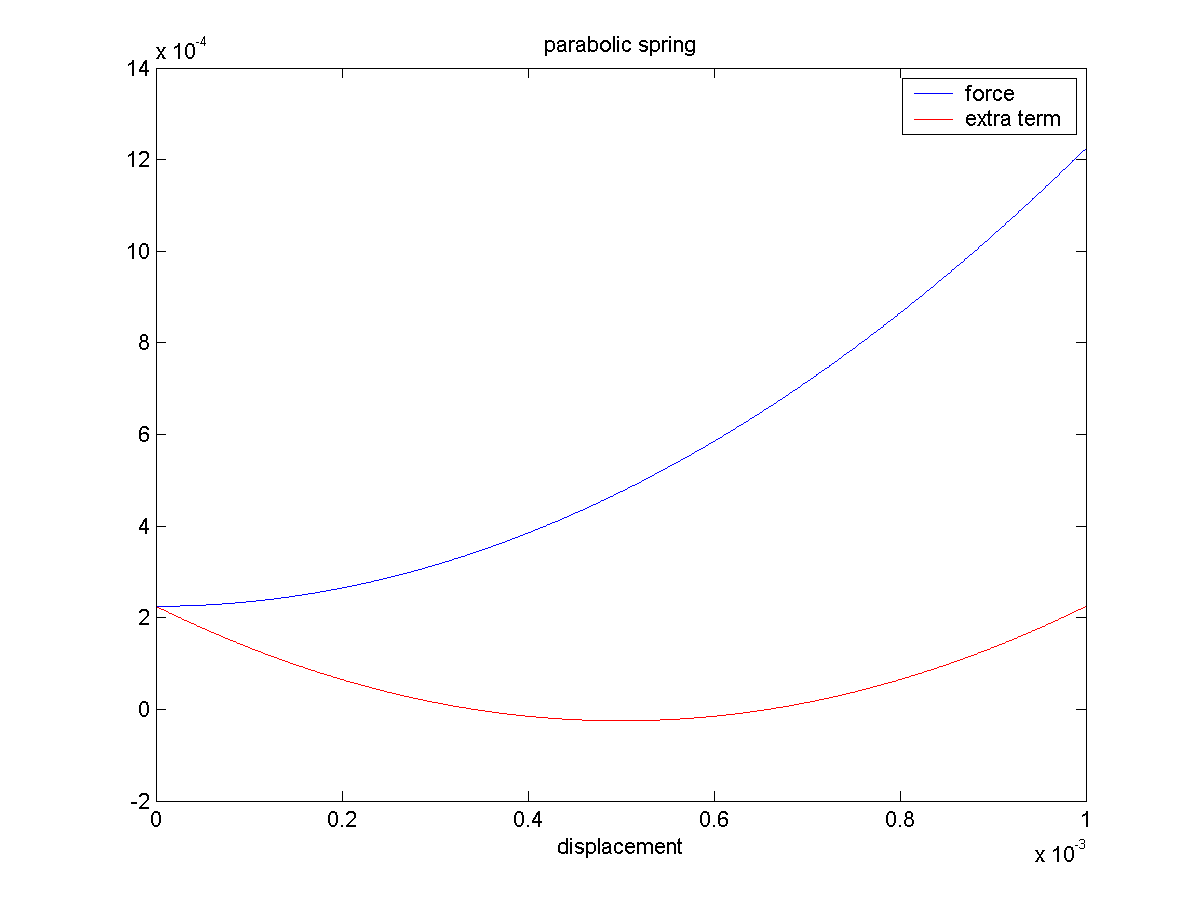 parabolic spring
x 10-4
14
12
10
8
6
4
2
0
-2
force
extra term
0 0.2 0.4 0.6 0.8 1
displacement
x 10-3